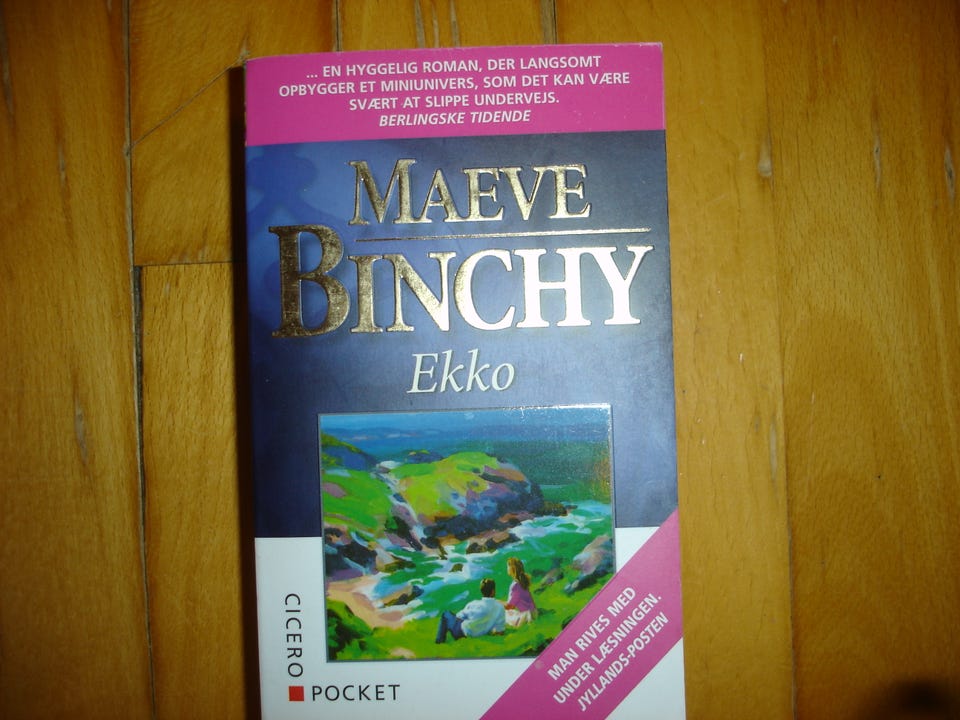 ... EN HYGGELIG ROMAN, DER LANGSOMT
OPBYGGER ET MINIUNIVERS, SOM DET KAN VÆRE
SVÆRT AT SLIPPE UNDERVEJS.
BERLINGSKE TIDENDE
MAEVE
BINCHY
Ekko
MAN RIVES MED
UNDER LÆSNINGEN.
JYLLANDS-POSTEN
CICERO
POCKET